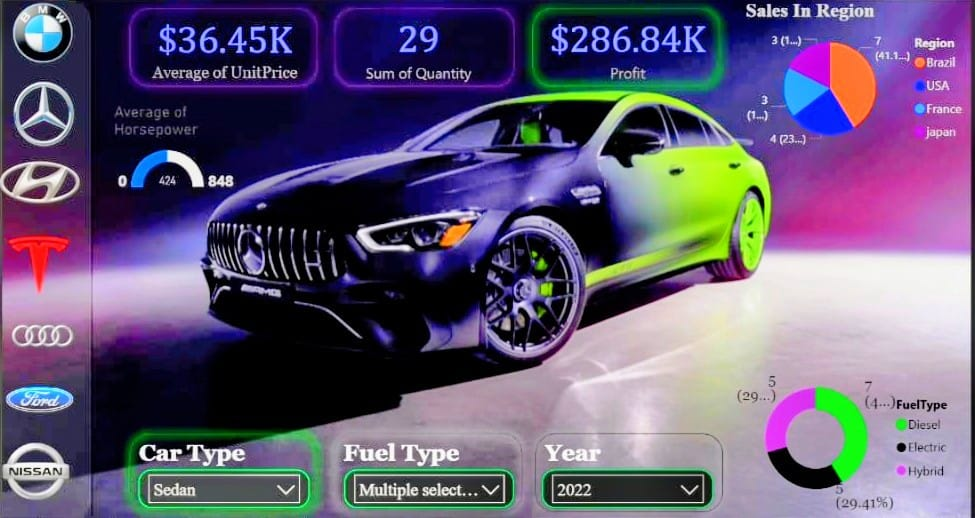 BMW
$36.45K
Average of UnitPrice
29
Sum of Quantity
$286.84K
Profit
Sales In Region
3 (1...)
7
(41.1...)
3
(1...)
4 (23...)
Region
Brazil
USA
France
japan
Average of
Horsepower
0
424
848
AMG
Ford
NISSAN
Car Type
Sedan
Fuel Type
Multiple select...
Year
2022
5
(29...)
7
(4...)
5
(29.41%)
FuelType
Diesel
Electric
Hybrid